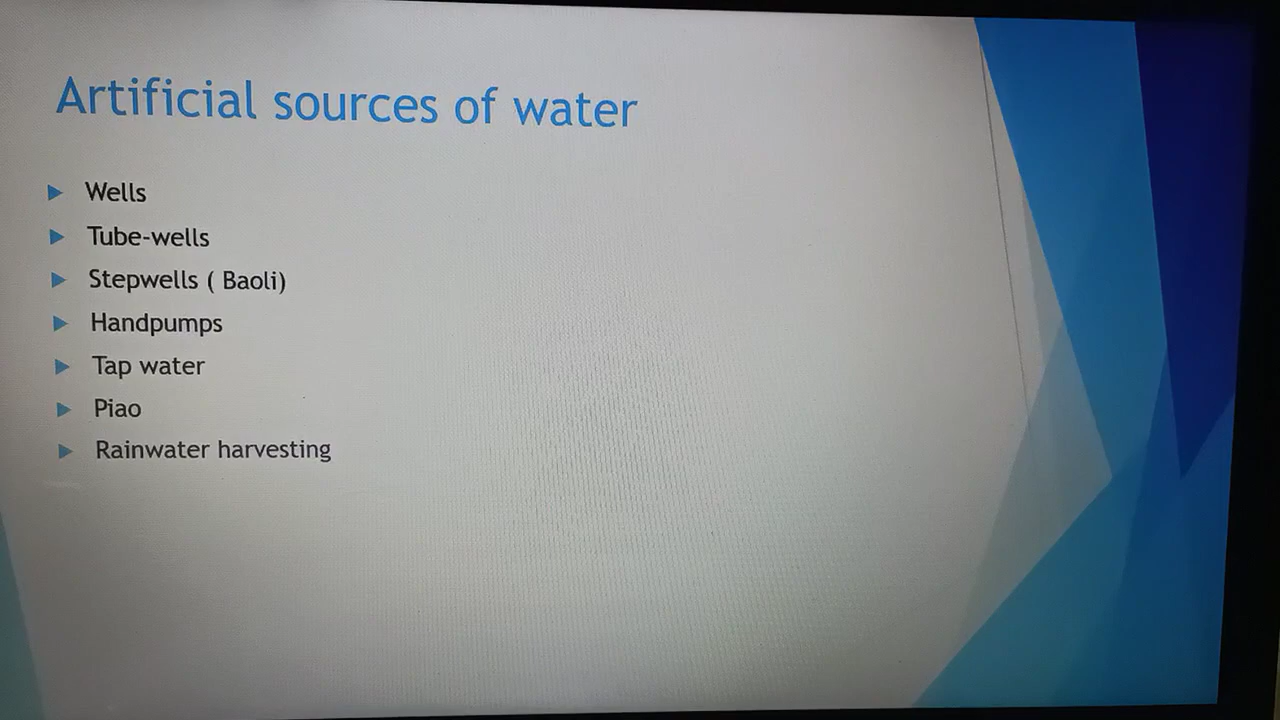 Artificial sources of water
Wells
Tube-wells
Stepwells ( Baoli)
Handpumps
Tap water
Piao
Rainwater harvesting